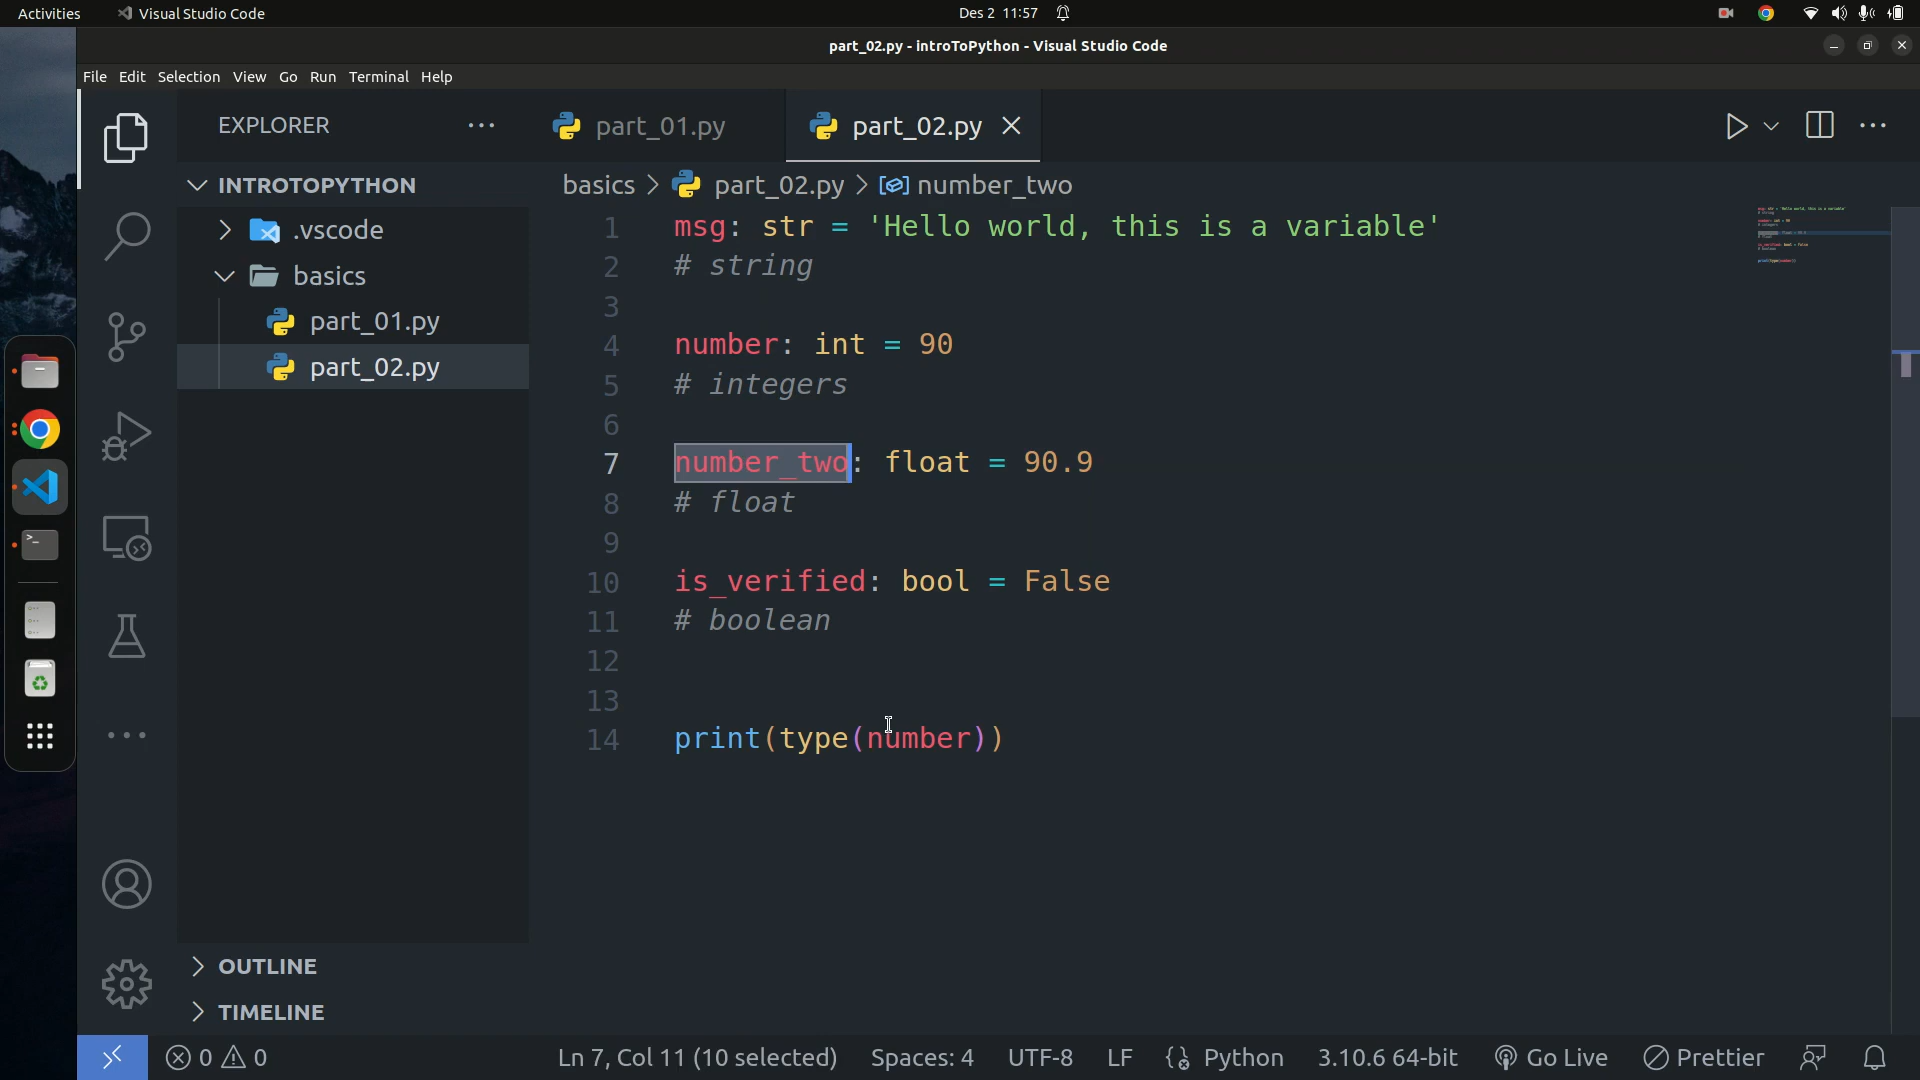 Activities
Visual Studio Code
Des 2 11:57
part_02.py - introToPython - Visual Studio Code
File Edit Selection View Go Run Terminal Help
EXPLORER
part_01.py
part_02.py
INTROTOPYTHON
.vscode
basics
part_01.py
part_02.py
OUTLINE
TIMELINE
basics > part_02.py > number_two
1 msg: str = 'Hello world, this is a variable'
2 # string
3
4 number: int = 90
5 # integers
6
7 number_two: float = 90.9
8 # float
9
10 is_verified: bool = False
11 # boolean
12
13
14 print(type(number))
0 0
Ln 7, Col 11 (10 selected)
Spaces: 4
UTF-8
LF
Python
3.10.6 64-bit
Go Live
Prettier